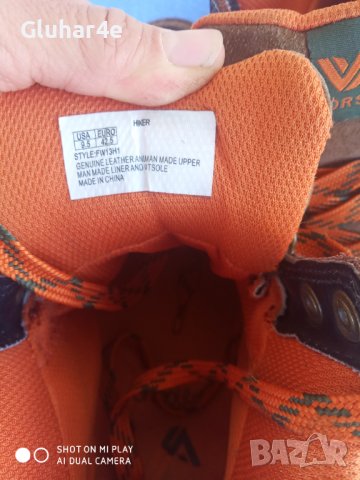 Gluhar4e
HIKER
USA EURO
9.5 42.5
STYLE:FW13H1
GENUINE LEATHER AN/MAN MADE UPPER
MAN MADE LINER AND OUTSOLE
MADE IN CHINA
SHOT ON MI PLAY
AI DUAL CAMERA
BAZAR